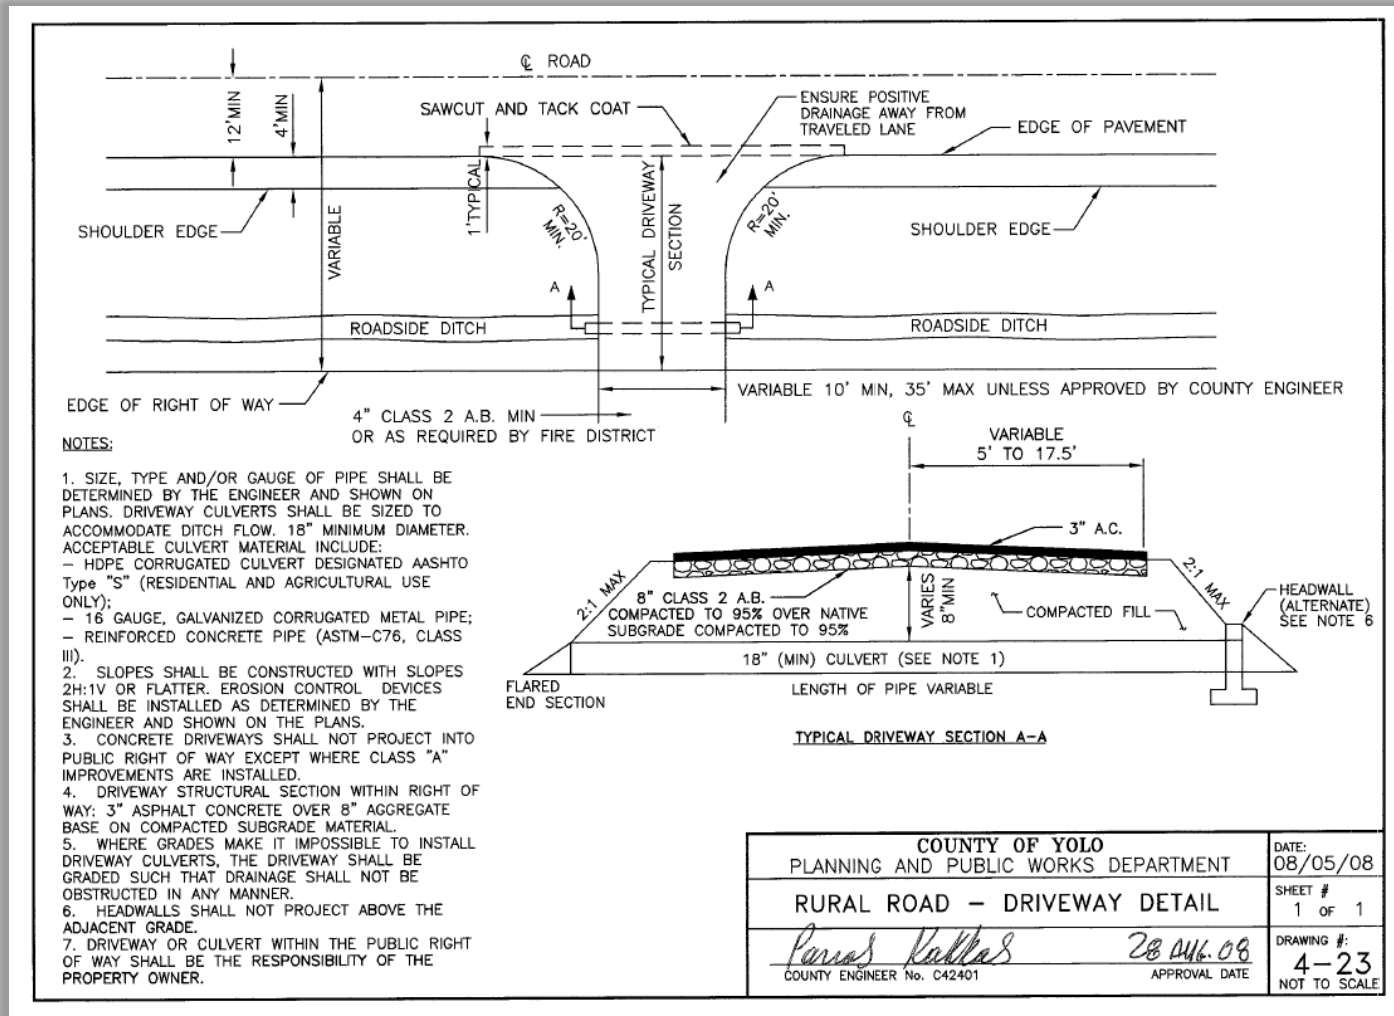 ℄ ROAD
12'MIN
4'MIN
SAWCUT AND TACK COAT
ENSURE POSITIVE
DRAINAGE AWAY FROM
TRAVELED LANE
EDGE OF PAVEMENT
SHOULDER EDGE
VARIABLE
1'TYPICAL
R=20'
MIN.
TYPICAL DRIVEWAY
SECTION
R=20'
MIN.
SHOULDER EDGE
A
A
ROADSIDE DITCH
ROADSIDE DITCH
EDGE OF RIGHT OF WAY
VARIABLE 10' MIN, 35' MAX UNLESS APPROVED BY COUNTY ENGINEER
4" CLASS 2 A.B. MIN
OR AS REQUIRED BY FIRE DISTRICT
NOTES:
1. SIZE, TYPE AND/OR GAUGE OF PIPE SHALL BE
DETERMINED BY THE ENGINEER AND SHOWN ON
PLANS. DRIVEWAY CULVERTS SHALL BE SIZED TO
ACCOMMODATE DITCH FLOW. 18" MINIMUM DIAMETER.
ACCEPTABLE CULVERT MATERIAL INCLUDE:
– HDPE CORRUGATED CULVERT DESIGNATED AASHTO
Type "S" (RESIDENTIAL AND AGRICULTURAL USE
ONLY);
– 16 GAUGE, GALVANIZED CORRUGATED METAL PIPE;
– REINFORCED CONCRETE PIPE (ASTM–C76, CLASS
III).
2. SLOPES SHALL BE CONSTRUCTED WITH SLOPES
2H:1V OR FLATTER. EROSION CONTROL DEVICES
SHALL BE INSTALLED AS DETERMINED BY THE
ENGINEER AND SHOWN ON THE PLANS.
3. CONCRETE DRIVEWAYS SHALL NOT PROJECT INTO
PUBLIC RIGHT OF WAY EXCEPT WHERE CLASS "A"
IMPROVEMENTS ARE INSTALLED.
4. DRIVEWAY STRUCTURAL SECTION WITHIN RIGHT OF
WAY: 3" ASPHALT CONCRETE OVER 8" AGGREGATE
BASE ON COMPACTED SUBGRADE MATERIAL.
5. WHERE GRADES MAKE IT IMPOSSIBLE TO INSTALL
DRIVEWAY CULVERTS, THE DRIVEWAY SHALL BE
GRADED SUCH THAT DRAINAGE SHALL NOT BE
OBSTRUCTED IN ANY MANNER.
6. HEADWALLS SHALL NOT PROJECT ABOVE THE
ADJACENT GRADE.
7. DRIVEWAY OR CULVERT WITHIN THE PUBLIC RIGHT
OF WAY SHALL BE THE RESPONSIBILITY OF THE
PROPERTY OWNER.
℄
VARIABLE
5' TO 17.5'
3" A.C.
2:1 MAX
8" CLASS 2 A.B.
COMPACTED TO 95% OVER NATIVE
SUBGRADE COMPACTED TO 95%
VARIES
8"MIN
COMPACTED FILL
2:1 MAX
HEADWALL
(ALTERNATE)
SEE NOTE 6
18" (MIN) CULVERT (SEE NOTE 1)
FLARED
END SECTION
LENGTH OF PIPE VARIABLE
TYPICAL DRIVEWAY SECTION A–A
COUNTY OF YOLO
PLANNING AND PUBLIC WORKS DEPARTMENT
RURAL ROAD – DRIVEWAY DETAIL
28 AUG. 08
COUNTY ENGINEER No. C42401
APPROVAL DATE
DATE:
08/05/08
SHEET #
1 OF 1
DRAWING #:
4–23
NOT TO SCALE